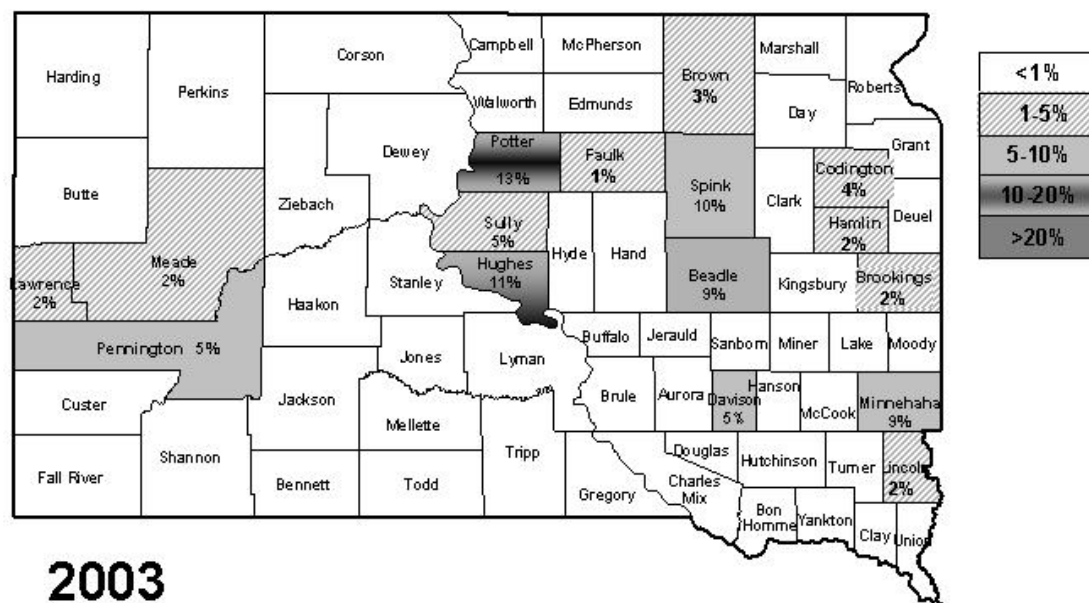 Harding
Perkins
Corson
Campbell
McPherson
Brown
3%
Marshall
Roberts
Walworth
Edmunds
Day
Grant
Butte
Ziebach
Dewey
Potter
13%
Faulk
1%
Spink
10%
Clark
Codington
4%
Hamlin
2%
Deuel
Lawrence
2%
Meade
2%
Sully
5%
Hughes
11%
Hyde
Hand
Beadle
9%
Kingsbury
Brookings
2%
Pennington 5%
Haakon
Stanley
Jones
Lyman
Buffalo
Jerauld
Sanborn
Miner
Lake
Moody
Custer
Jackson
Mellette
Brule
Aurora
Davison
5%
Hanson
McCook
Minnehaha
9%
Fall River
Shannon
Bennett
Todd
Tripp
Gregory
Douglas
Charles
Mix
Hutchinson
Turner
Lincoln
2%
Bon
Homme
Yankton
Clay
Union
<1%
1-5%
5-10%
10-20%
>20%
2003